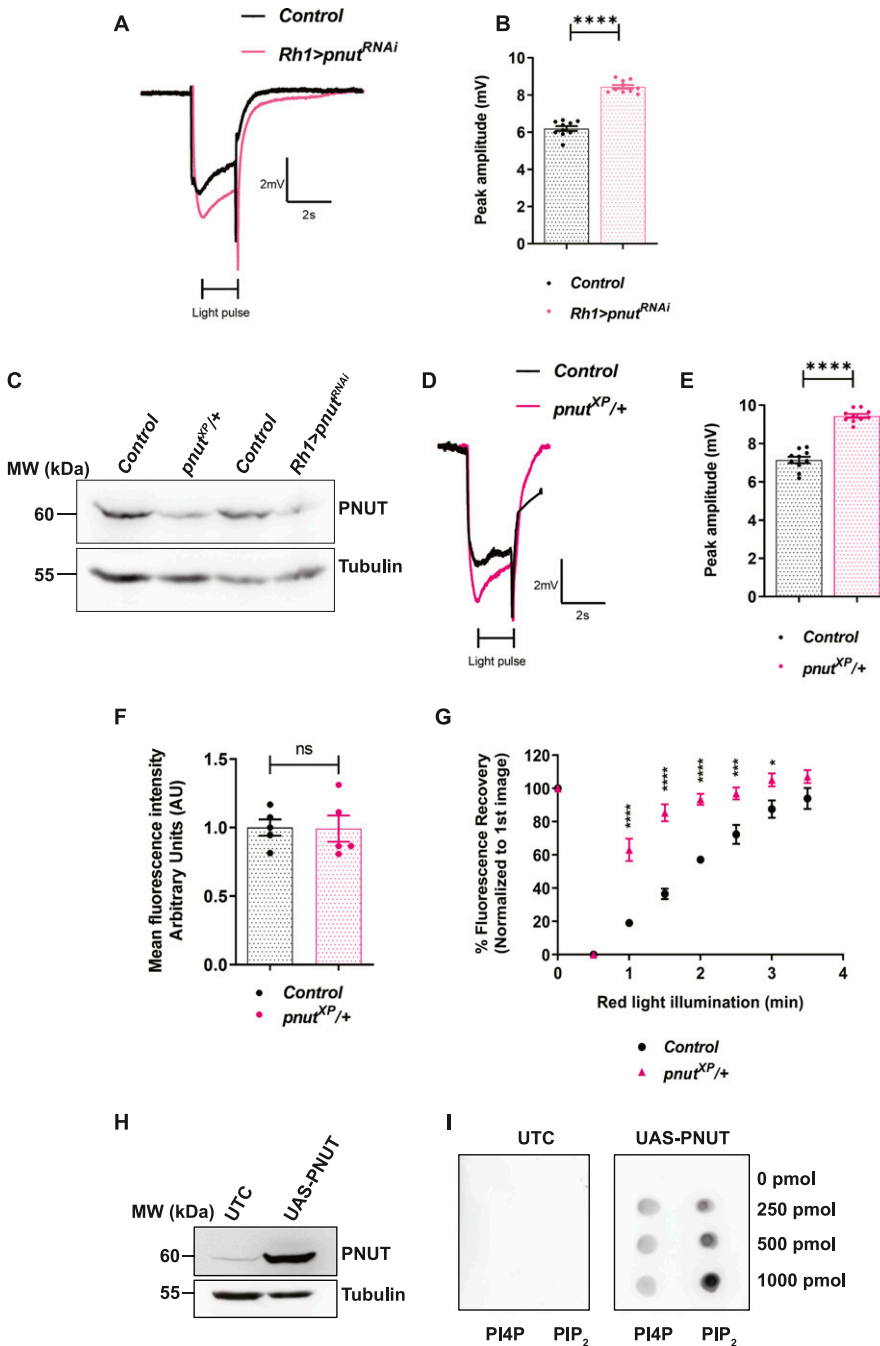 A
Control
Rh1>pnut^RNAi
2mV
2s
Light pulse
B
****
Peak amplitude (mV)
10
8
6
4
2
0
Control
Rh1>pnut^RNAi
C
Control
pnut^XP/+
Control
Rh1>pnut^RNAi
MW (kDa)
60
PNUT
55
Tubulin
D
Control
pnut^XP/+
2mV
2s
Light pulse
E
****
Peak amplitude (mV)
10
8
6
4
2
0
Control
pnut^XP/+
F
ns
Mean fluorescence intensity
Arbitrary Units (AU)
1.5
1.0
0.5
0.0
Control
pnut^XP/+
G
% Fluorescence Recovery
(Normalized to 1st image)
120
100
80
60
40
20
0
****
****
****
***
*
0 1 2 3 4
Red light illumination (min)
Control
pnut^XP/+
H
UTC
UAS-PNUT
MW (kDa)
60
PNUT
55
Tubulin
I
UTC UAS-PNUT
0 pmol
250 pmol
500 pmol
1000 pmol
PI4P PIP₂ PI4P PIP₂